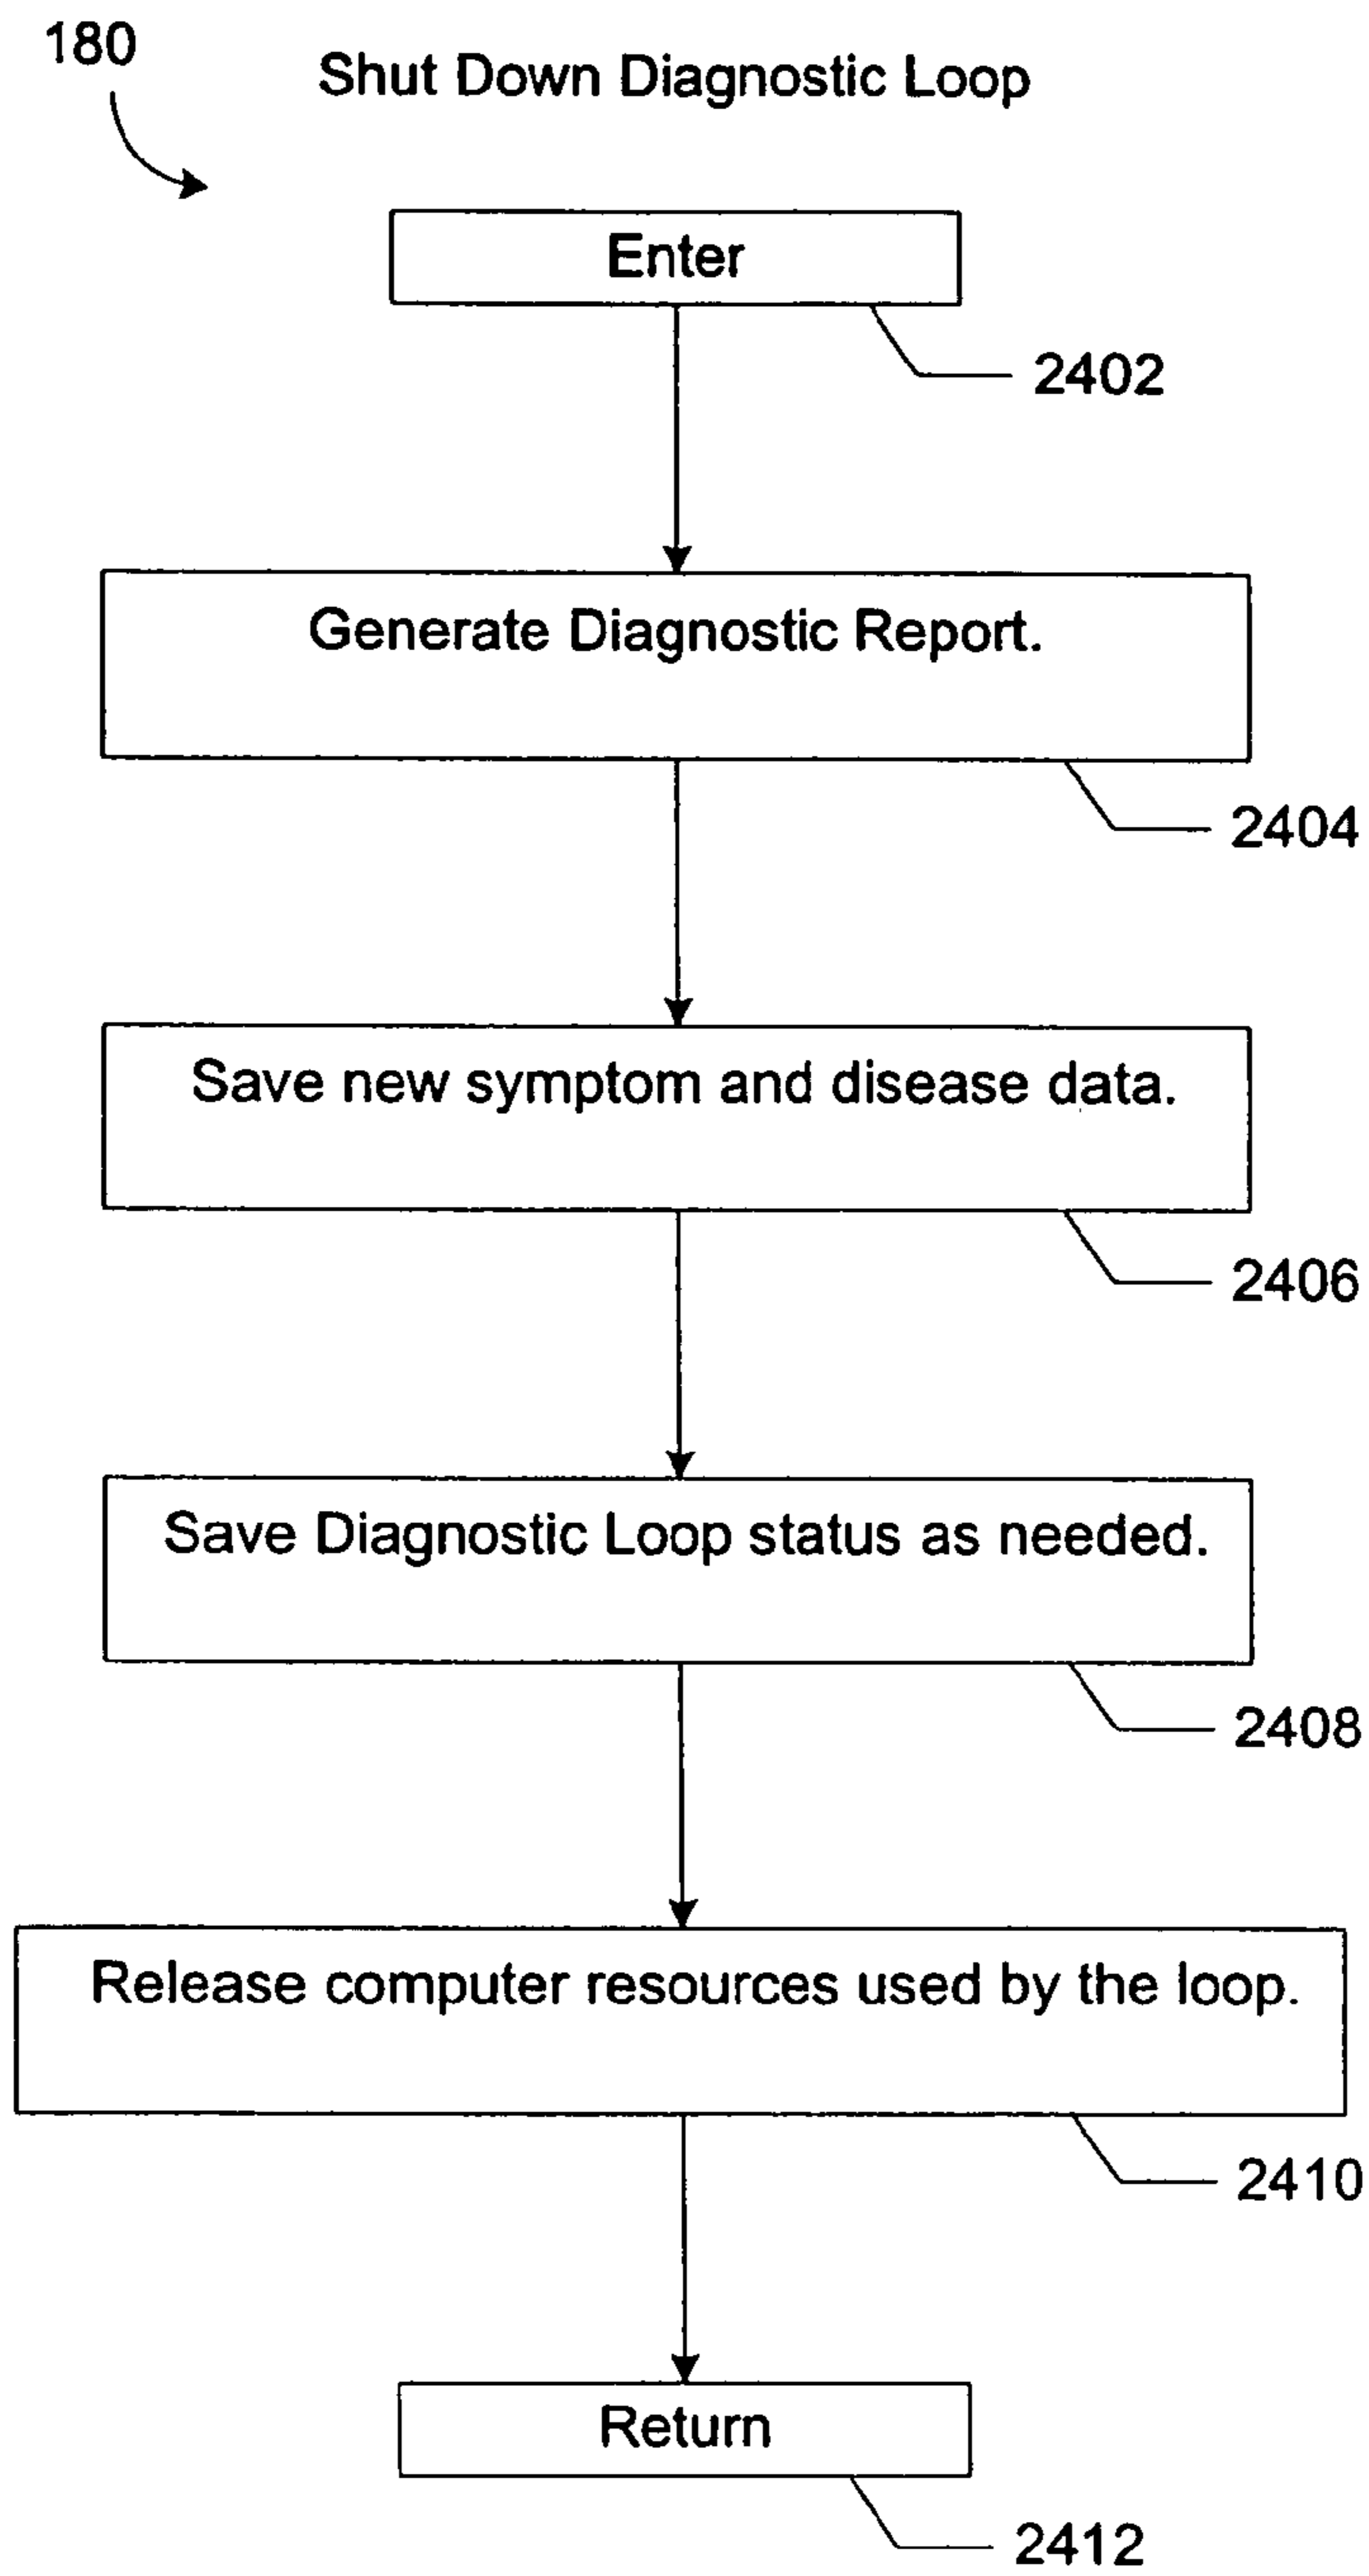 180
Shut Down Diagnostic Loop
Enter
2402
Generate Diagnostic Report.
2404
Save new symptom and disease data.
2406
Save Diagnostic Loop status as needed.
2408
Release computer resources used by the loop.
2410
Return
2412